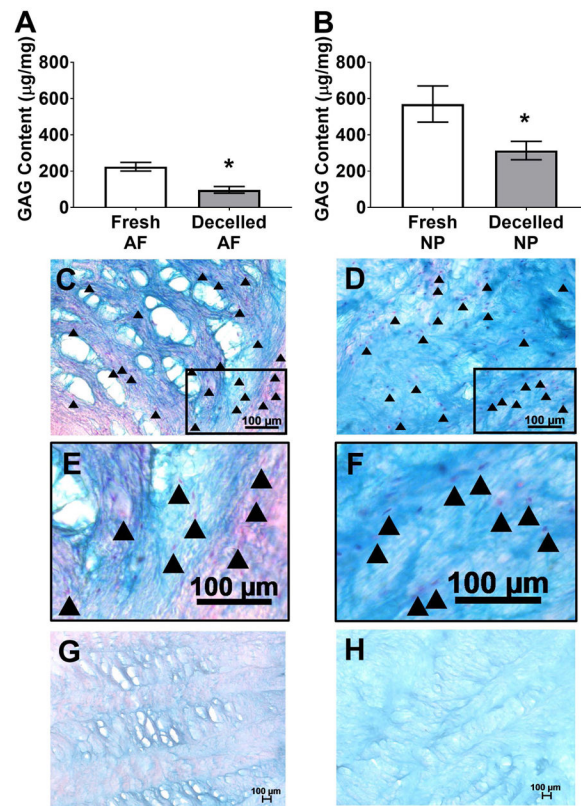 A
GAG Content (µg/mg)
800
600
400
200
0
*
Fresh
AF
Decelled
AF
B
GAG Content (µg/mg)
800
600
400
200
0
*
Fresh
NP
Decelled
NP
C
100 µm
D
100 µm
E
100 µm
F
100 µm
G
100 µm
H
100 µm